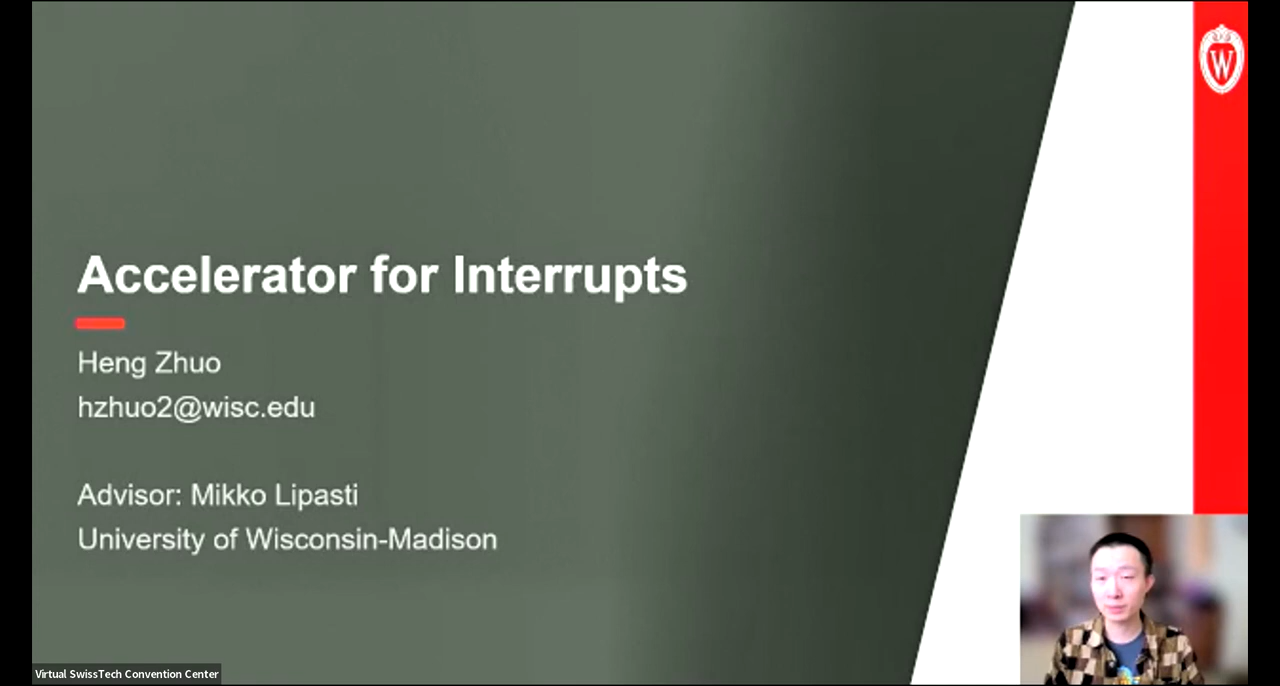 W
Accelerator for Interrupts
Heng Zhuo
hzhuo2@wisc.edu
Advisor: Mikko Lipasti
University of Wisconsin-Madison
Virtual SwissTech Convention Center